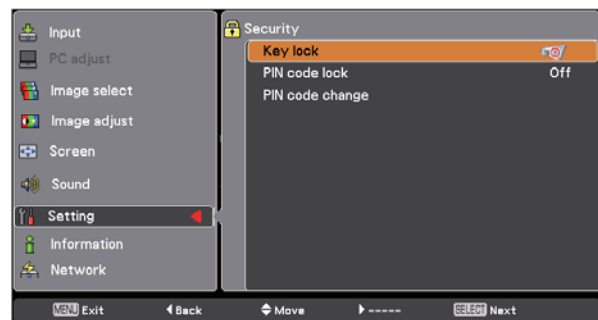 Input
PC adjust
Image select
Image adjust
Screen
Sound
Setting
Information
Network
Security
Key lock
PIN code lock Off
PIN code change
MENU Exit ◀Back Move ▶----- SELECT Next